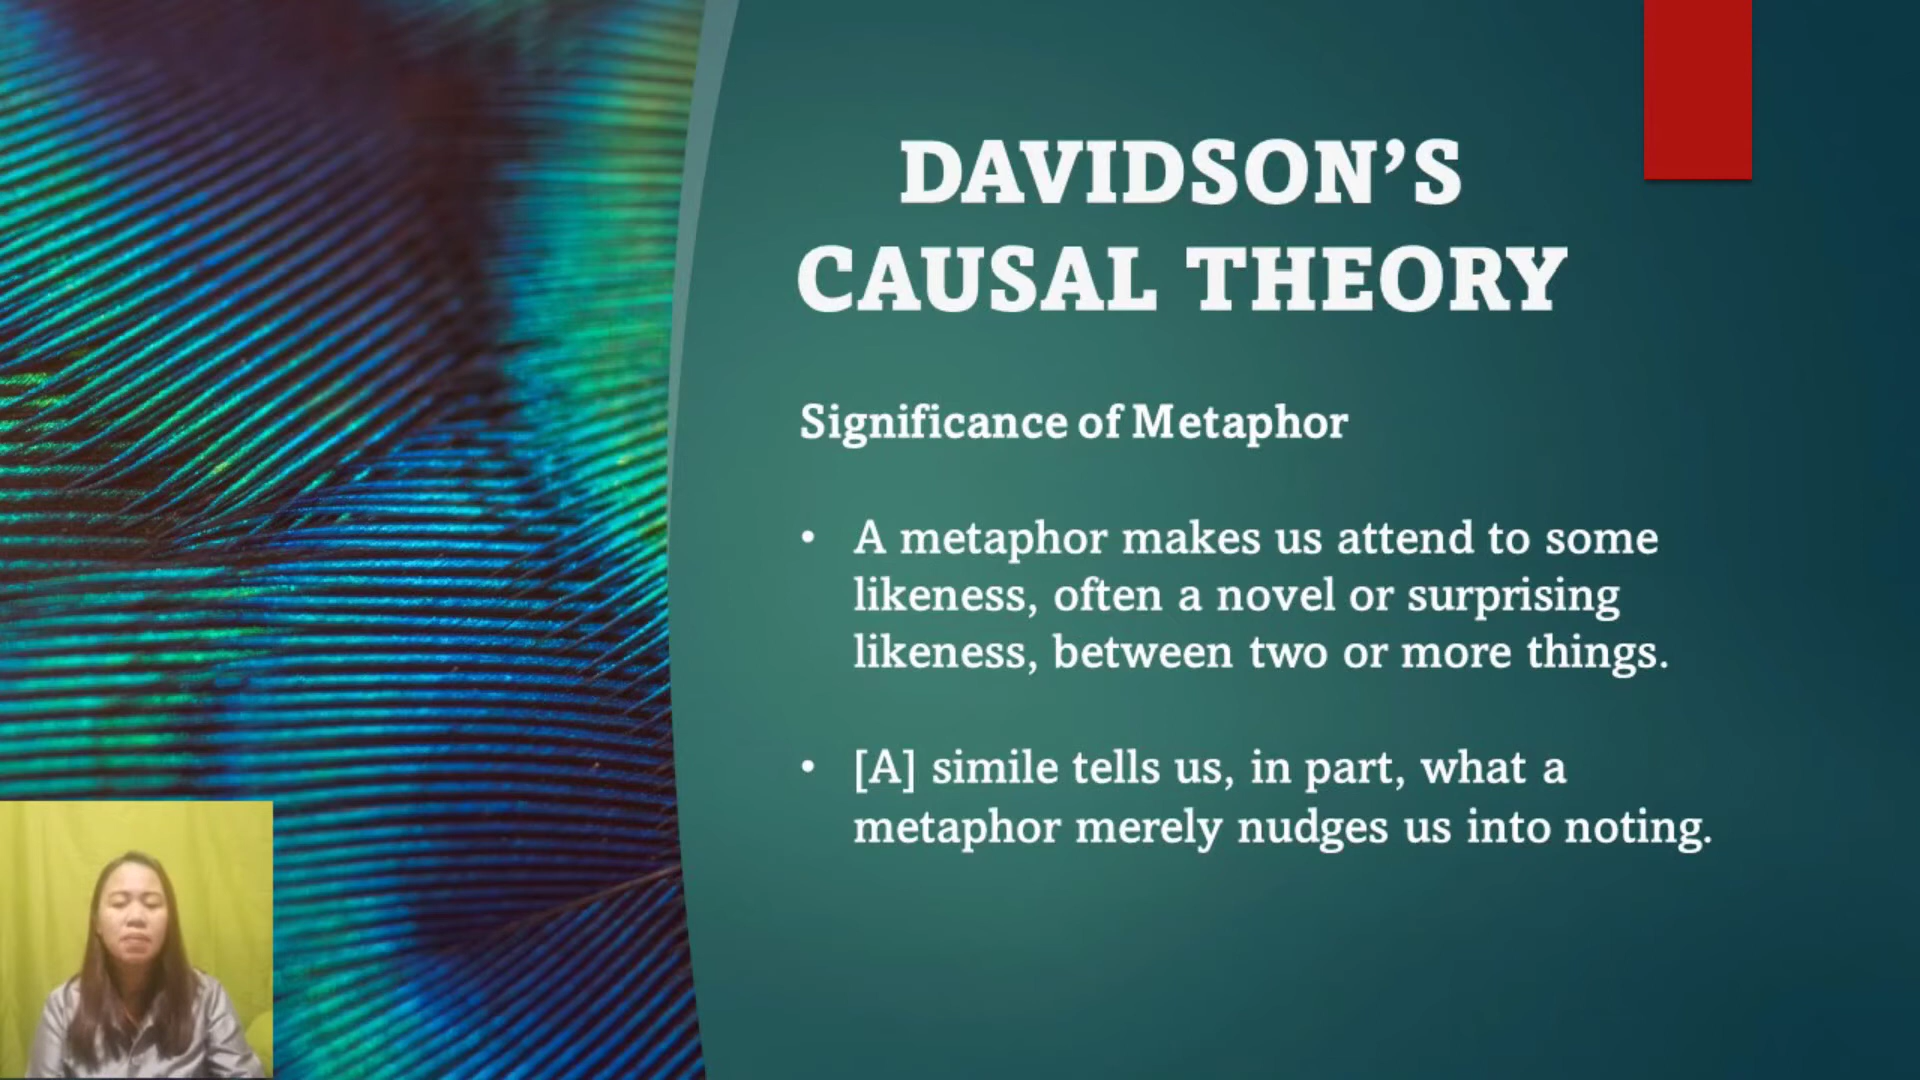 DAVIDSON’S
CAUSAL THEORY
Significance of Metaphor
• A metaphor makes us attend to some
likeness, often a novel or surprising
likeness, between two or more things.
• [A] simile tells us, in part, what a
metaphor merely nudges us into noting.